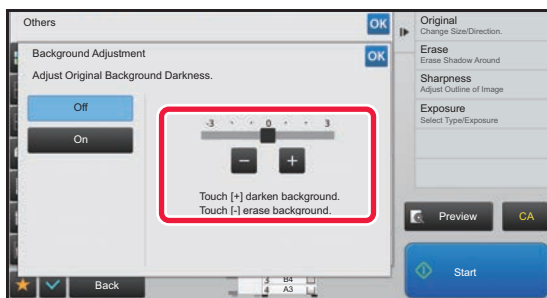 Others
OK
Background Adjustment
OK
Adjust Original Background Darkness.
Off
On
-3 0 3
- +
Touch [+] darken background.
Touch [-] erase background.
Original
Change Size/Direction.
Erase
Erase Shadow Around
Sharpness
Adjust Outline of Image
Exposure
Select Type/Exposure
Preview
CA
Start
Back
3 B4
4 A3